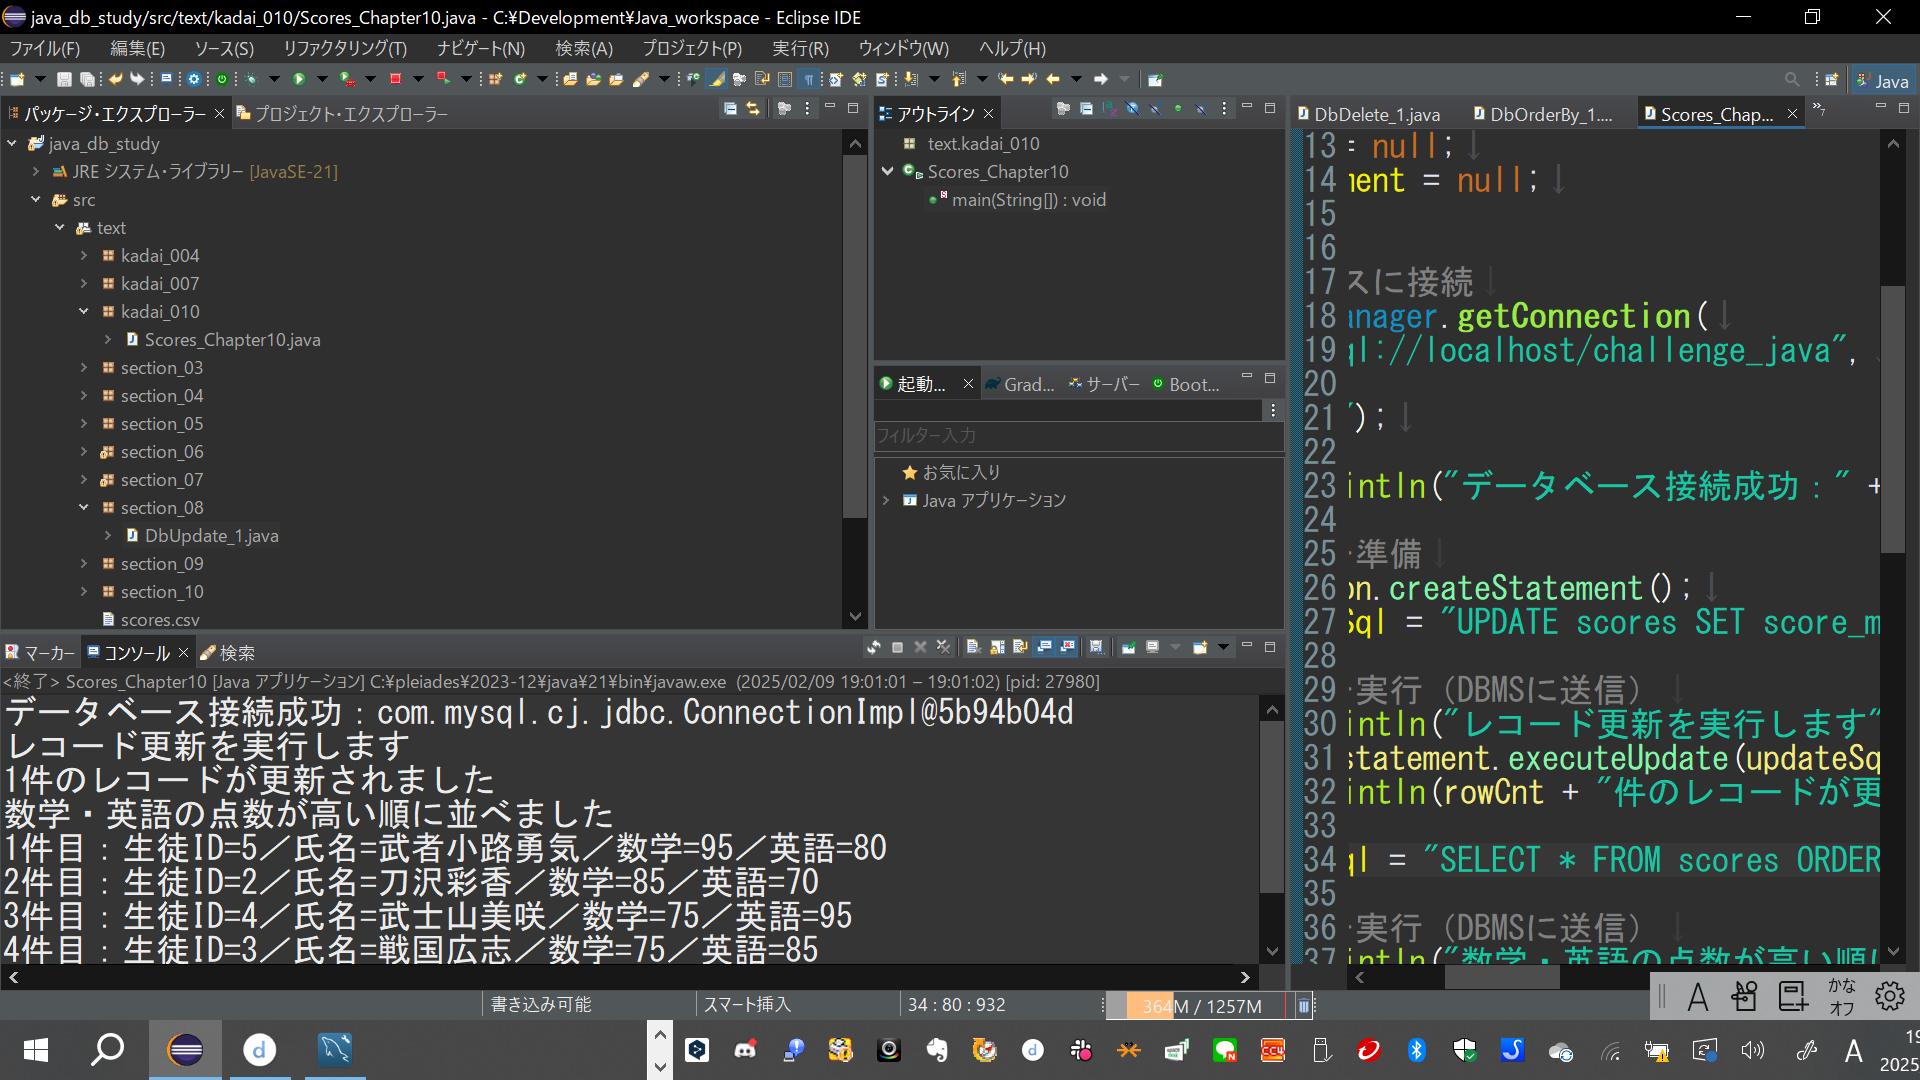 java_db_study/src/text/kadai_010/Scores_Chapter10.java - C:¥Development¥Java_workspace - Eclipse IDE
ファイル(F) 編集(E) ソース(S) リファクタリング(T) ナビゲート(N) 検索(A) プロジェクト(P) 実行(R) ウィンドウ(W) ヘルプ(H)
Java
パッケージ・エクスプローラー プロジェクト・エクスプローラー
java_db_study
JRE システム・ライブラリー [JavaSE-21]
src
text
kadai_004
kadai_007
kadai_010
Scores_Chapter10.java
section_03
section_04
section_05
section_06
section_07
section_08
DbUpdate_1.java
section_09
section_10
scores.csv
アウトライン
text.kadai_010
Scores_Chapter10
main(String[]) : void
起動... Grad... サーバー Boot...
フィルター入力
お気に入り
Java アプリケーション
DbDelete_1.java DbOrderBy_1.... Scores_Chap... »7
13 = null;↓
14 ment = null;↓
15
16
17 スに接続↓
18 anager.getConnection(↓
19 ql://localhost/challenge_java",
20
21 ");↓
22
23 intln("データベース接続成功：" +
24
25 準備↓
26 on.createStatement();↓
27 Sql = "UPDATE scores SET score_m
28
29 実行（DBMSに送信）↓
30 intln("レコード更新を実行します"
31 statement.executeUpdate(updateSq
32 intln(rowCnt + "件のレコードが更
33
34 ql = "SELECT * FROM scores ORDER
35
36 実行（DBMSに送信）↓
37 intln("数学・英語の点数が高い順に
マーカー コンソール 検索
<終了> Scores_Chapter10 [Java アプリケーション] C:¥pleiades¥2023-12¥java¥21¥bin¥javaw.exe (2025/02/09 19:01:01 – 19:01:02) [pid: 27980]
データベース接続成功：com.mysql.cj.jdbc.ConnectionImpl@5b94b04d
レコード更新を実行します
1件のレコードが更新されました
数学・英語の点数が高い順に並べました
1件目：生徒ID=5／氏名=武者小路勇気／数学=95／英語=80
2件目：生徒ID=2／氏名=刀沢彩香／数学=85／英語=70
3件目：生徒ID=4／氏名=武士山美咲／数学=75／英語=95
4件目：生徒ID=3／氏名=戦国広志／数学=75／英語=85
書き込み可能 スマート挿入 34 : 80 : 932 364M / 1257M
A かな
オフ
A 19
2025